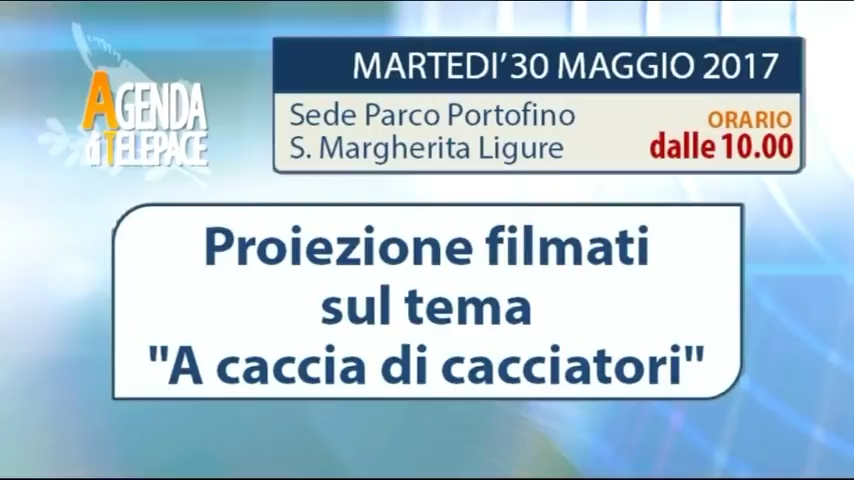 AGENDA
di TELEPACE
MARTEDI'30 MAGGIO 2017
Sede Parco Portofino
S. Margherita Ligure
ORARIO
dalle 10.00
Proiezione filmati
sul tema
"A caccia di cacciatori"